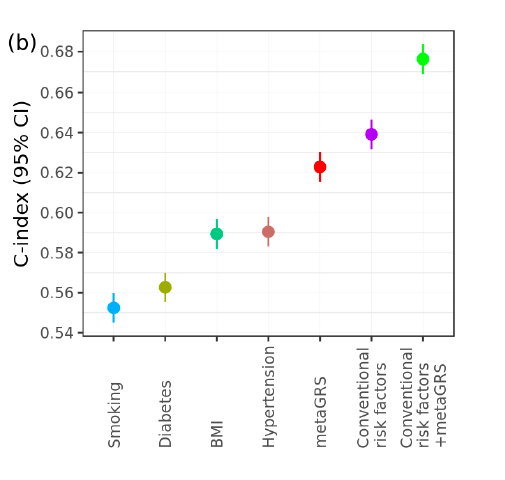 (b)
C-index (95% CI)
0.68
0.66
0.64
0.62
0.60
0.58
0.56
0.54
Smoking
Diabetes
BMI
Hypertension
metaGRS
Conventional
risk factors
Conventional
risk factors
+metaGRS